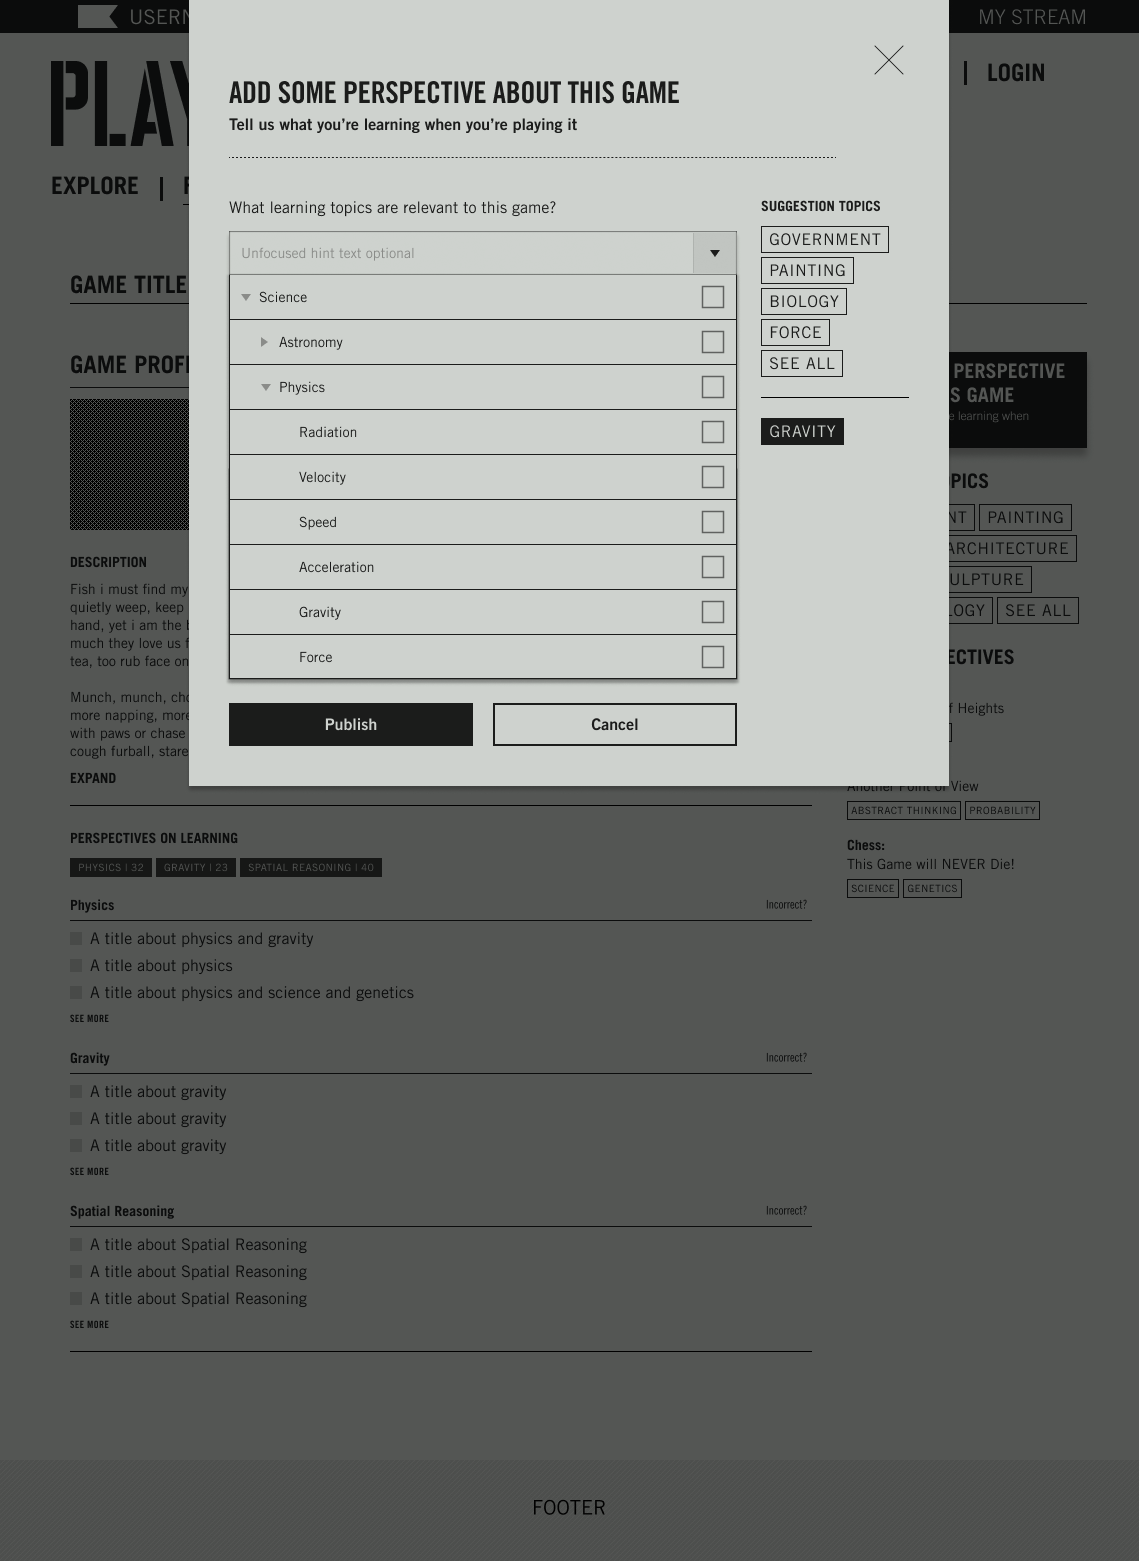 MY STREAM
LOGIN
EXPLORE
GAME TITLE
ADD SOME PERSPECTIVE ABOUT THIS GAME
Tell us what you’re learning when you’re playing it
What learning topics are relevant to this game?
Unfocused hint text optional
Science
Astronomy
Physics
Radiation
Velocity
Speed
Acceleration
Gravity
Force
Publish
Cancel
SUGGESTION TOPICS
GOVERNMENT
PAINTING
BIOLOGY
FORCE
SEE ALL
GRAVITY
GAME
DESCRIPTION
Fish i must find my
quietly weep, keep
hand, yet i am the
much they love us
tea, too rub face on
Munch, munch,
more napping, more
with paws or chase
cough furball, stare
EXPAND
PERSPECTIVES ON LEARNING
PHYSICS | 32 GRAVITY | 23 SPATIAL REASONING | 40
Physics Incorrect?
A title about physics and gravity
A title about physics
A title about physics and science and genetics
SEE MORE
Gravity Incorrect?
A title about gravity
A title about gravity
A title about gravity
SEE MORE
Spatial Reasoning Incorrect?
A title about Spatial Reasoning
A title about Spatial Reasoning
A title about Spatial Reasoning
SEE MORE
PERSPECTIVE
GAME
learning when
PAINTING
ARCHITECTURE
SEE ALL
Heights
Another Point of View
ABSTRACT THINKING PROBABILITY
Chess:
This Game will NEVER Die!
SCIENCE GENETICS
FOOTER